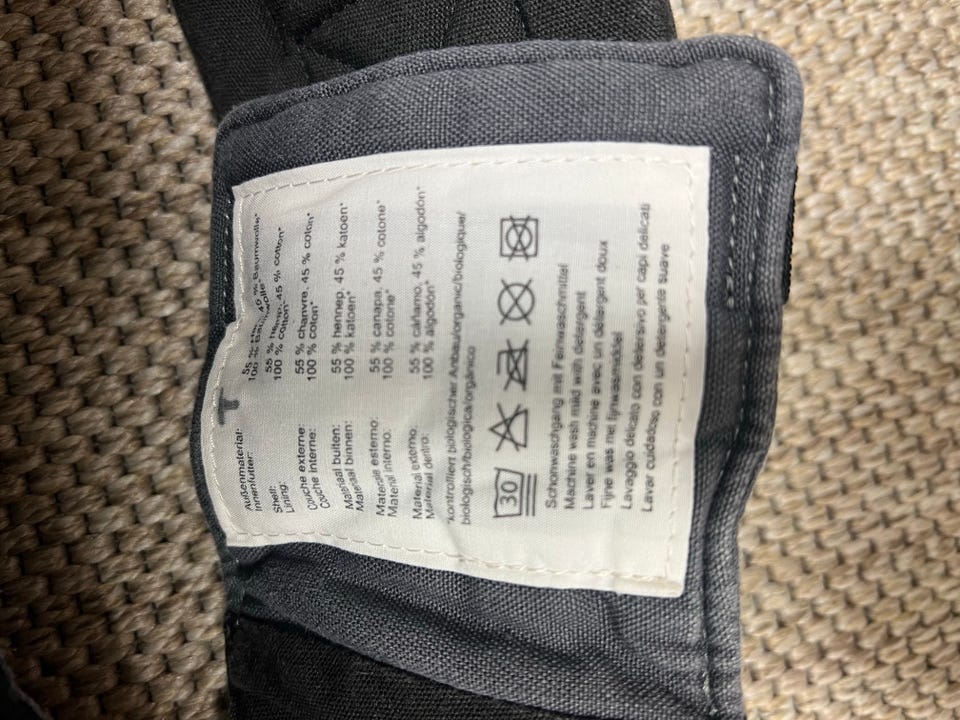 Außenmaterial: 55 % 45 % Baumwolle*
Innenfutter: 100 % Baumwolle*
Shell: 55 % hemp, 45 % cotton*
Lining: 100 % cotton*
Couche externe: 55 % chanvre, 45 % coton*
Couche interne: 100 % coton*
Materiaal buiten: 55 % hennep, 45 % katoen*
Materiaal binnen: 100 % katoen*
Materiale esterno: 55 % canapa, 45 % cotone*
Material interno: 100 % cotone*
Material externo: 55 % cáñamo, 45 % algodón*
Material dentro: 100 % algodón*
*kontrolliert biologischer Anbau/organic/biologique/
biologisch/biologica/orgánico
30
Schonwaschgang mit Feinwaschmittel
Machine wash mild with detergent
Laver en machine avec un détergent doux
Fijne was met fijnwasmiddel
Lavaggio delicato con detersivo per capi delicati
Lavar cuidadoso con un detergente suave